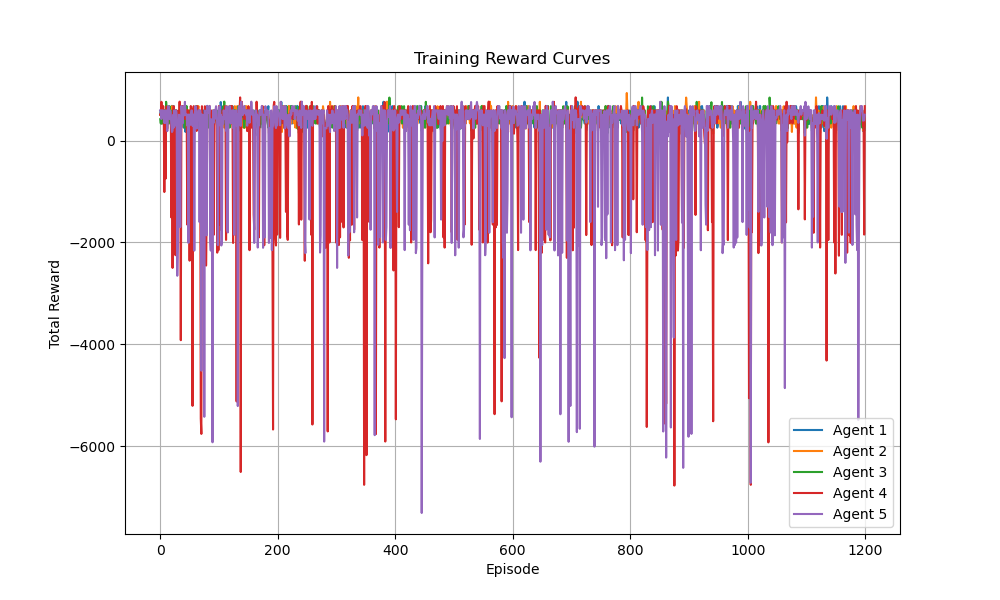 Training Reward Curves
Total Reward
0
−2000
−4000
−6000
0 200 400 600 800 1000 1200
Episode
Agent 1
Agent 2
Agent 3
Agent 4
Agent 5